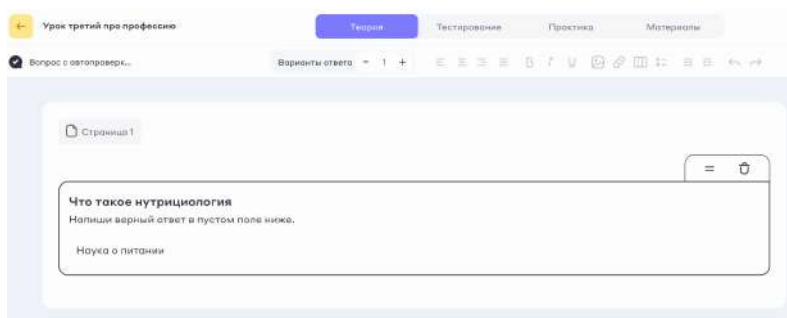 Урок третий про профессию
Теория
Тестирование
Практика
Материалы
Вопрос с автопроверк...
Варианты ответа - 1 +
B I U
Страница 1
Что такое нутрициология
Напиши верный ответ в пустом поле ниже.
Наука о питании